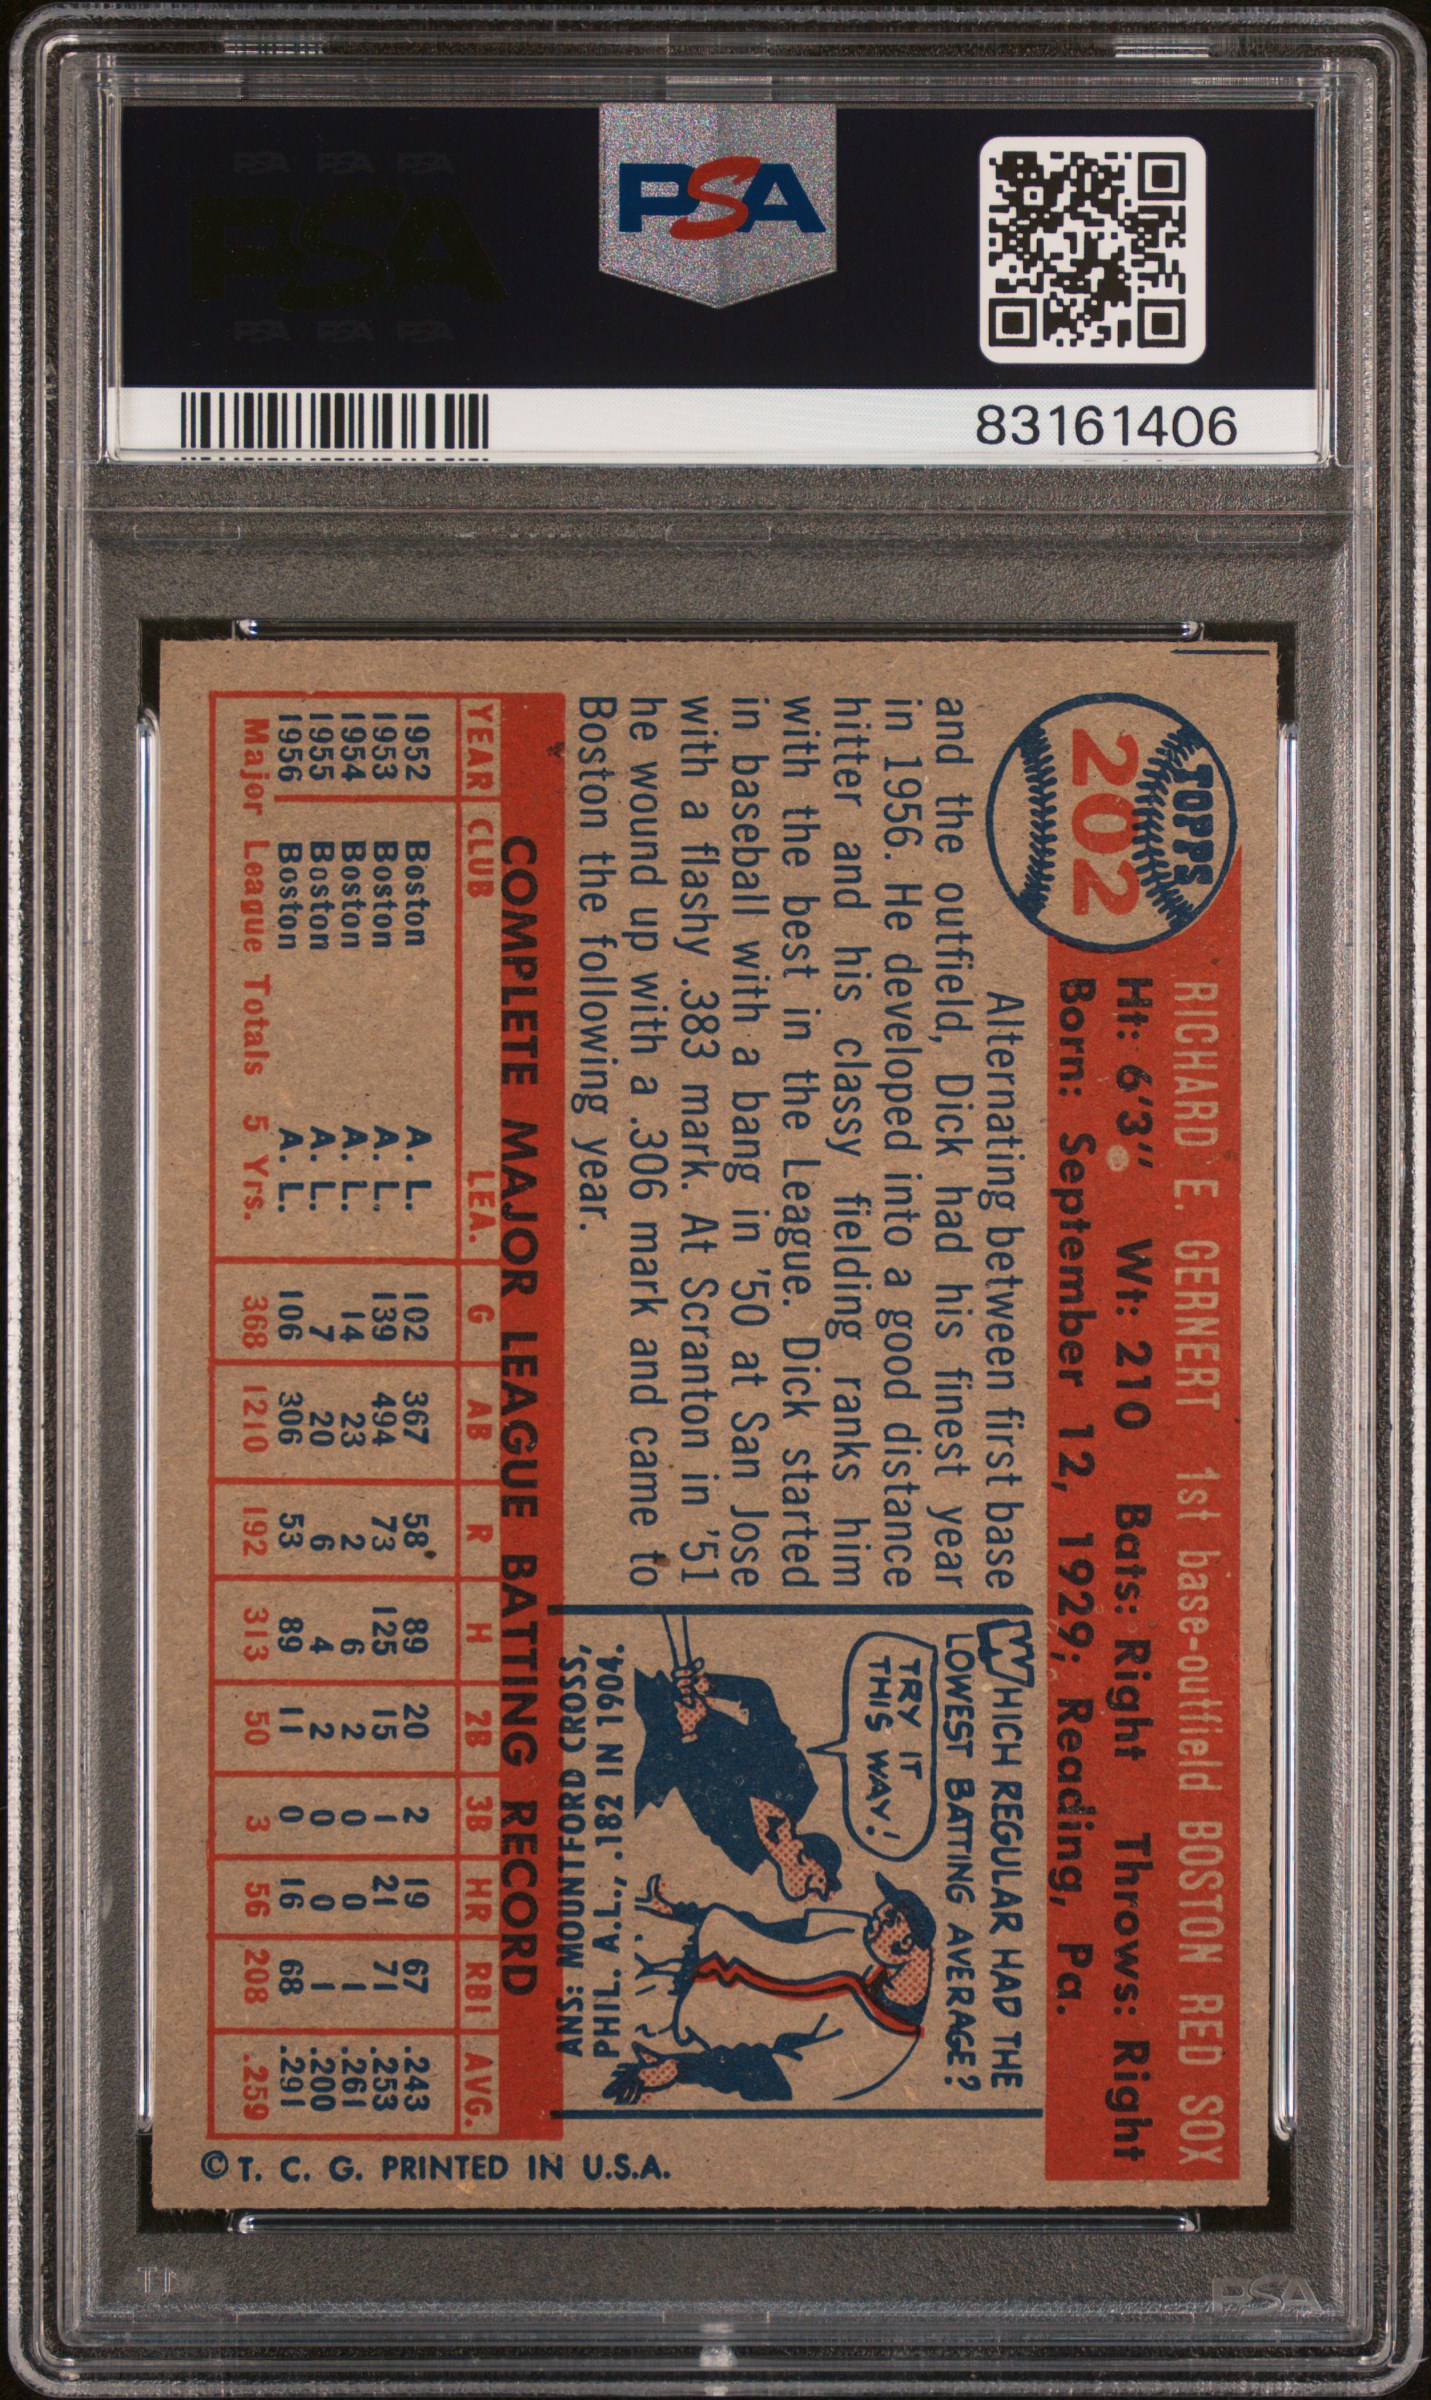 PSA PSA PSA
PSA
PSA PSA PSA
PSA
83161406
TOPPS
202
RICHARD E. GERNERT 1st base-outfield BOSTON RED SOX
Ht: 6'3" Wt: 210 Bats: Right Throws: Right
Born: September 12, 1929; Reading, Pa.
Alternating between first base
and the outfield, Dick had his finest year
in 1956. He developed into a good distance
hitter and his classy fielding ranks him
with the best in the League. Dick started
in baseball with a bang in '50 at San Jose
with a flashy .383 mark. At Scranton in '51
he wound up with a .306 mark and came to
Boston the following year.
WHICH REGULAR HAD THE
LOWEST BATTING AVERAGE?
TRY IT
THIS WAY!
ANS: MOUNTFORD CROSS,
PHIL. A.L., .182 IN 1904.
COMPLETE MAJOR LEAGUE BATTING RECORD
YEAR CLUB LEA. G AB R H 2B 3B HR RBI AVG.
1952 Boston A. L. 102 367 58 89 20 2 19 67 .243
1953 Boston A. L. 139 494 73 125 15 1 21 71 .253
1954 Boston A. L. 14 23 2 6 2 0 0 1 .261
1955 Boston A. L. 7 20 6 4 2 0 0 1 .200
1956 Boston A. L. 106 306 53 89 11 0 16 68 .291
Major League Totals 5 Yrs. 368 1210 192 313 50 3 56 208 .259
© T. C. G. PRINTED IN U.S.A.
PSA